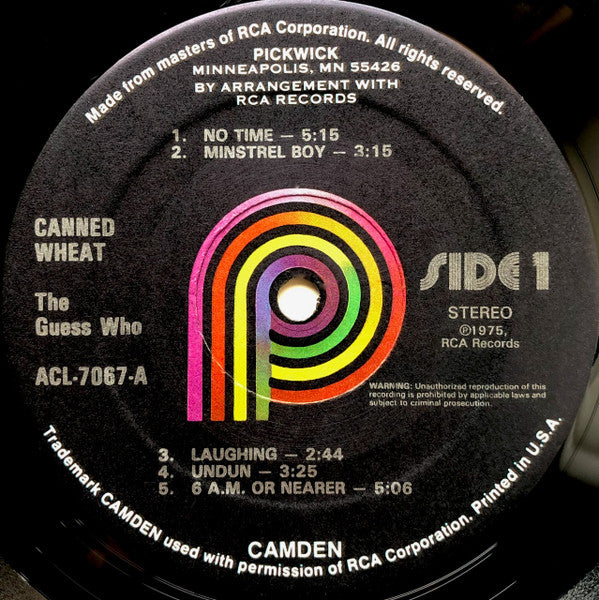 Made from masters of RCA Corporation. All rights reserved.
PICKWICK
MINNEAPOLIS, MN 55426
BY ARRANGEMENT WITH
RCA RECORDS
1. NO TIME — 5:15
2. MINSTREL BOY — 3:15
CANNED
WHEAT
The
Guess Who
ACL-7067-A
SIDE 1
STEREO
℗1975,
RCA Records
WARNING: Unauthorized reproduction of this
recording is prohibited by applicable laws and
subject to criminal prosecution.
3. LAUGHING — 2:44
4. UNDUN — 3:25
5. 6 A.M. OR NEARER — 5:06
CAMDEN
Trademark CAMDEN used with permission of RCA Corporation. Printed in U.S.A.